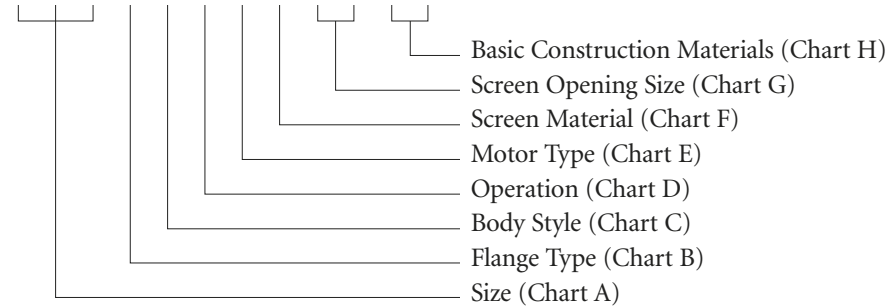 Basic Construction Materials (Chart H)
Screen Opening Size (Chart G)
Screen Material (Chart F)
Motor Type (Chart E)
Operation (Chart D)
Body Style (Chart C)
Flange Type (Chart B)
Size (Chart A)